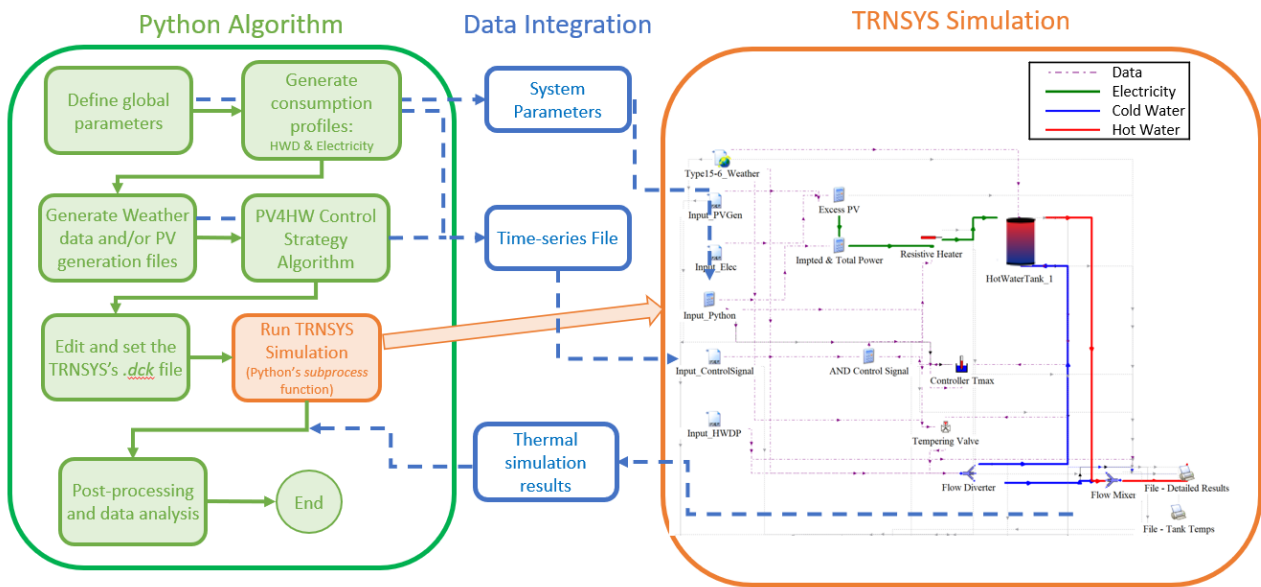 Python Algorithm
Data Integration
TRNSYS Simulation
Define global
parameters
Generate
consumption
profiles:
HWD & Electricity
Generate Weather
data and/or PV
generation files
PV4HW Control
Strategy
Algorithm
Edit and set the
TRNSYS's .dck file
Run TRNSYS
Simulation
(Python's subprocess
function)
Post-processing
and data analysis
End
System
Parameters
Time-series File
Thermal
simulation
results
Data
Electricity
Cold Water
Hot Water
Type15-6_Weather
Input_PVGen
Excess PV
Input_Elec
Impted & Total Power
Resistive Heater
HotWaterTank_1
Input_Python
Input_ControlSignal
AND Control Signal
Controller Tmax
Input_HWDP
Tempering Valve
Flow Diverter
Flow Mixer
File - Detailed Results
File - Tank Temps